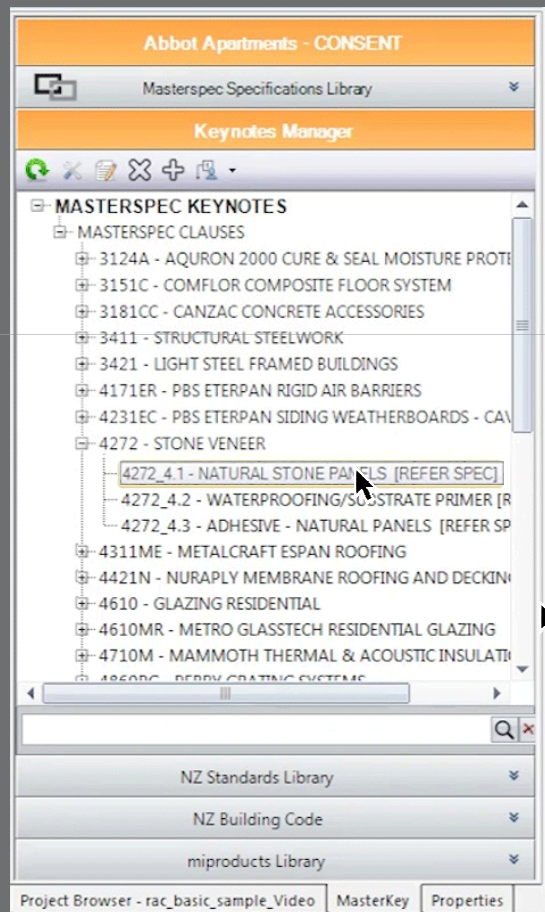 Abbot Apartments - CONSENT
Masterspec Specifications Library
Keynotes Manager
MASTERSPEC KEYNOTES
MASTERSPEC CLAUSES
3124A - AQURON 2000 CURE & SEAL MOISTURE PROTE
3151C - COMFLOR COMPOSITE FLOOR SYSTEM
3181CC - CANZAC CONCRETE ACCESSORIES
3411 - STRUCTURAL STEELWORK
3421 - LIGHT STEEL FRAMED BUILDINGS
4171ER - PBS ETERPAN RIGID AIR BARRIERS
4231EC - PBS ETERPAN SIDING WEATHERBOARDS - CAV
4272 - STONE VENEER
4272_4.1 - NATURAL STONE PANELS [REFER SPEC]
4272_4.2 - WATERPROOFING/SUBSTRATE PRIMER [R
4272_4.3 - ADHESIVE - NATURAL PANELS [REFER SP
4311ME - METALCRAFT ESPAN ROOFING
4421N - NURAPLY MEMBRANE ROOFING AND DECKIN
4610 - GLAZING RESIDENTIAL
4610MR - METRO GLASSTECH RESIDENTIAL GLAZING
4710M - MAMMOTH THERMAL & ACOUSTIC INSULATI
NZ Standards Library
NZ Building Code
miproducts Library
Project Browser - rac_basic_sample_Video MasterKey Properties